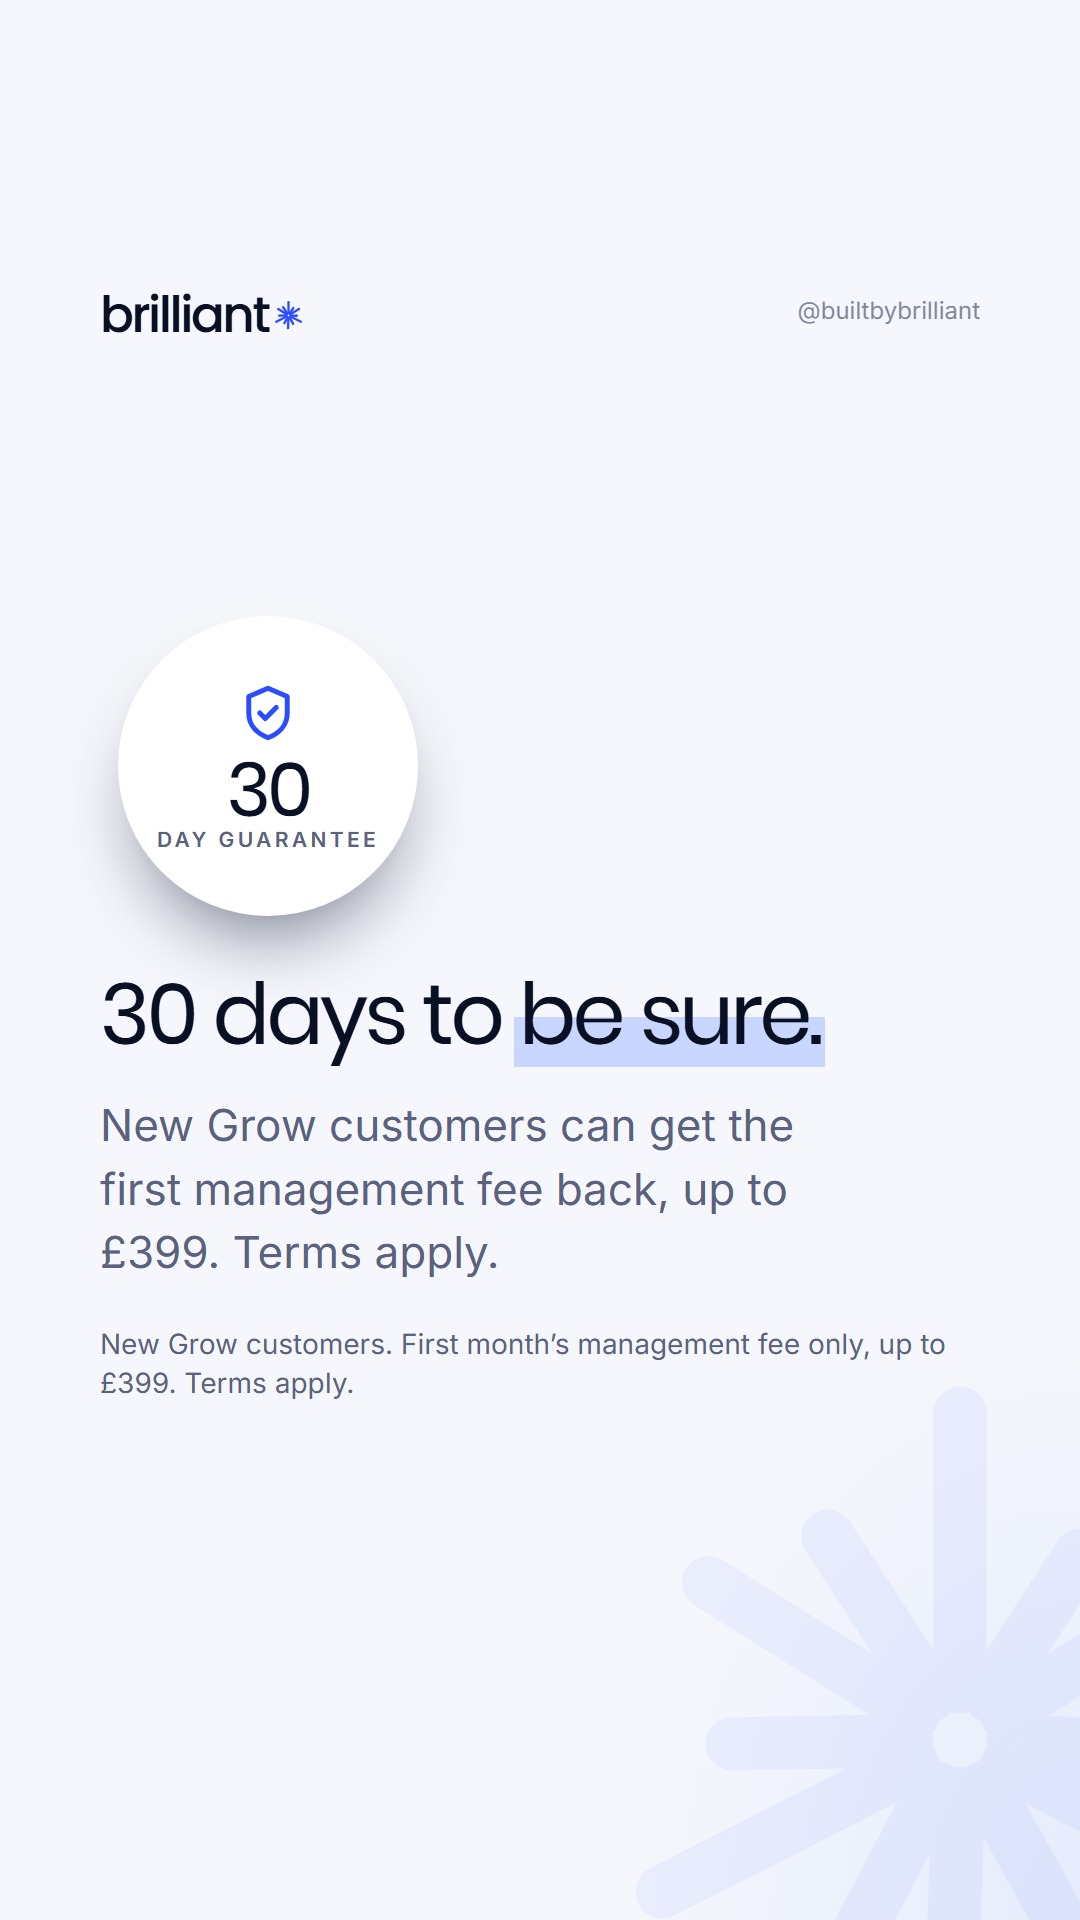 brilliant
@builtbybrilliant
30
DAY GUARANTEE
30 days to be sure.
New Grow customers can get the
first management fee back, up to
£399. Terms apply.
New Grow customers. First month’s management fee only, up to
£399. Terms apply.